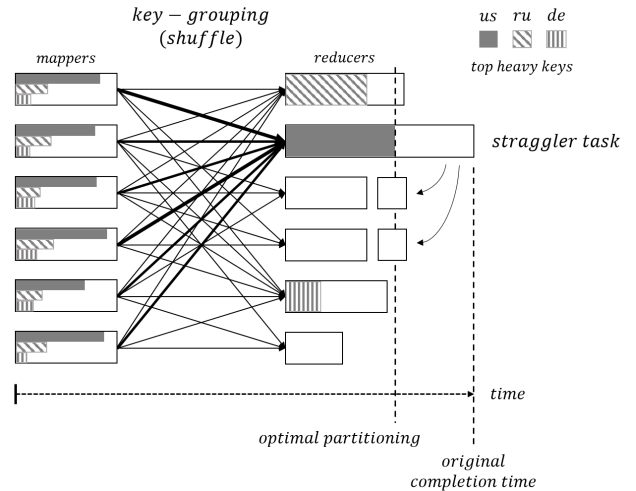 key − grouping
(shuffle)
us ru de
top heavy keys
mappers
reducers
straggler task
time
optimal partitioning
original
completion time